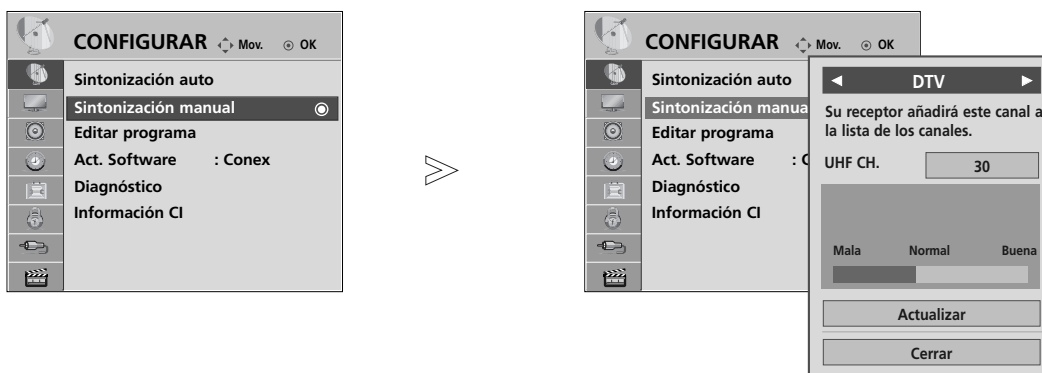 CONFIGURAR Mov. OK
Sintonización auto
Sintonización manual
Editar programa
Act. Software : Conex
Diagnóstico
Información CI
CONFIGURAR Mov. OK
Sintonización auto
Sintonización manua
Editar programa
Act. Software : C
Diagnóstico
Información CI
◄ DTV ►
Su receptor añadirá este canal a
la lista de los canales.
UHF CH. 30
Mala Normal Buena
Actualizar
Cerrar